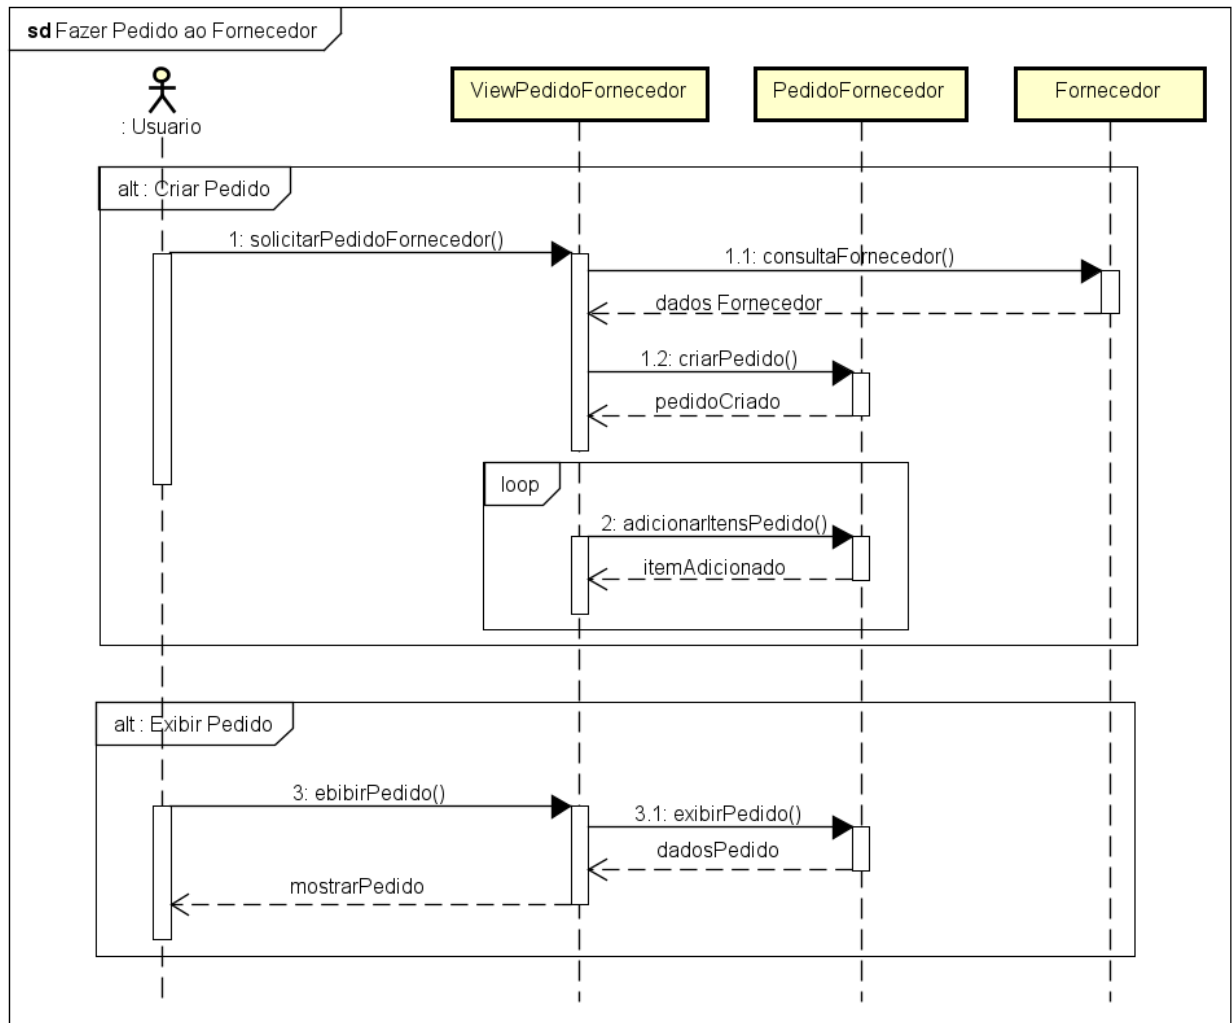 sd Fazer Pedido ao Fornecedor
ViewPedidoFornecedor
PedidoFornecedor
Fornecedor
: Usuario
alt : Criar Pedido
1: solicitarPedidoFornecedor()
1.1: consultaFornecedor()
dados Fornecedor
1.2: criarPedido()
pedidoCriado
loop
2: adicionarItensPedido()
itemAdicionado
alt : Exibir Pedido
3: ebibirPedido()
3.1: exibirPedido()
dadosPedido
mostrarPedido